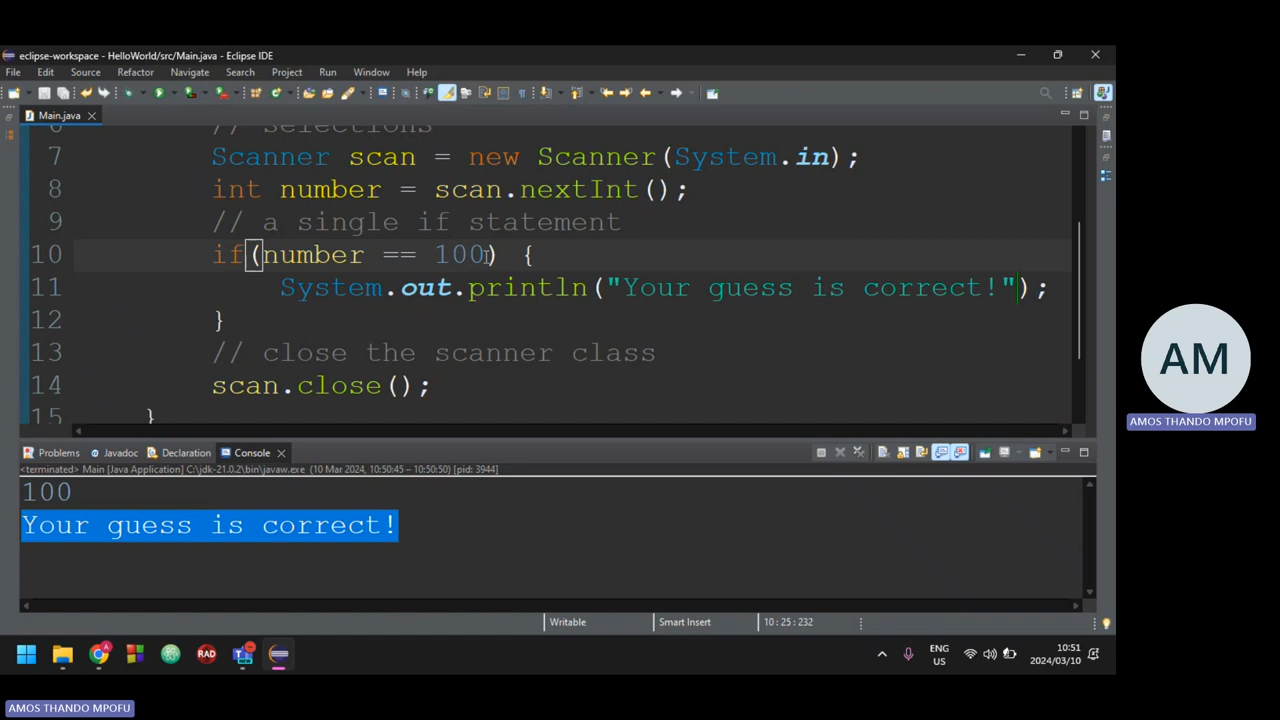 eclipse-workspace - HelloWorld/src/Main.java - Eclipse IDE
File Edit Source Refactor Navigate Search Project Run Window Help
Main.java
6 // Selections
7 Scanner scan = new Scanner(System.in);
8 int number = scan.nextInt();
9 // a single if statement
10 if(number == 100) {
11 System.out.println("Your guess is correct!");
12 }
13 // close the scanner class
14 scan.close();
15 }
AM
AMOS THANDO MPOFU
Problems Javadoc Declaration Console
<terminated> Main [Java Application] C:\jdk-21.0.2\bin\javaw.exe (10 Mar 2024, 10:50:45 – 10:50:50) [pid: 3944]
100
Your guess is correct!
Writable Smart Insert 10 : 25 : 232
RAD
ENG
US
10:51
2024/03/10
AMOS THANDO MPOFU